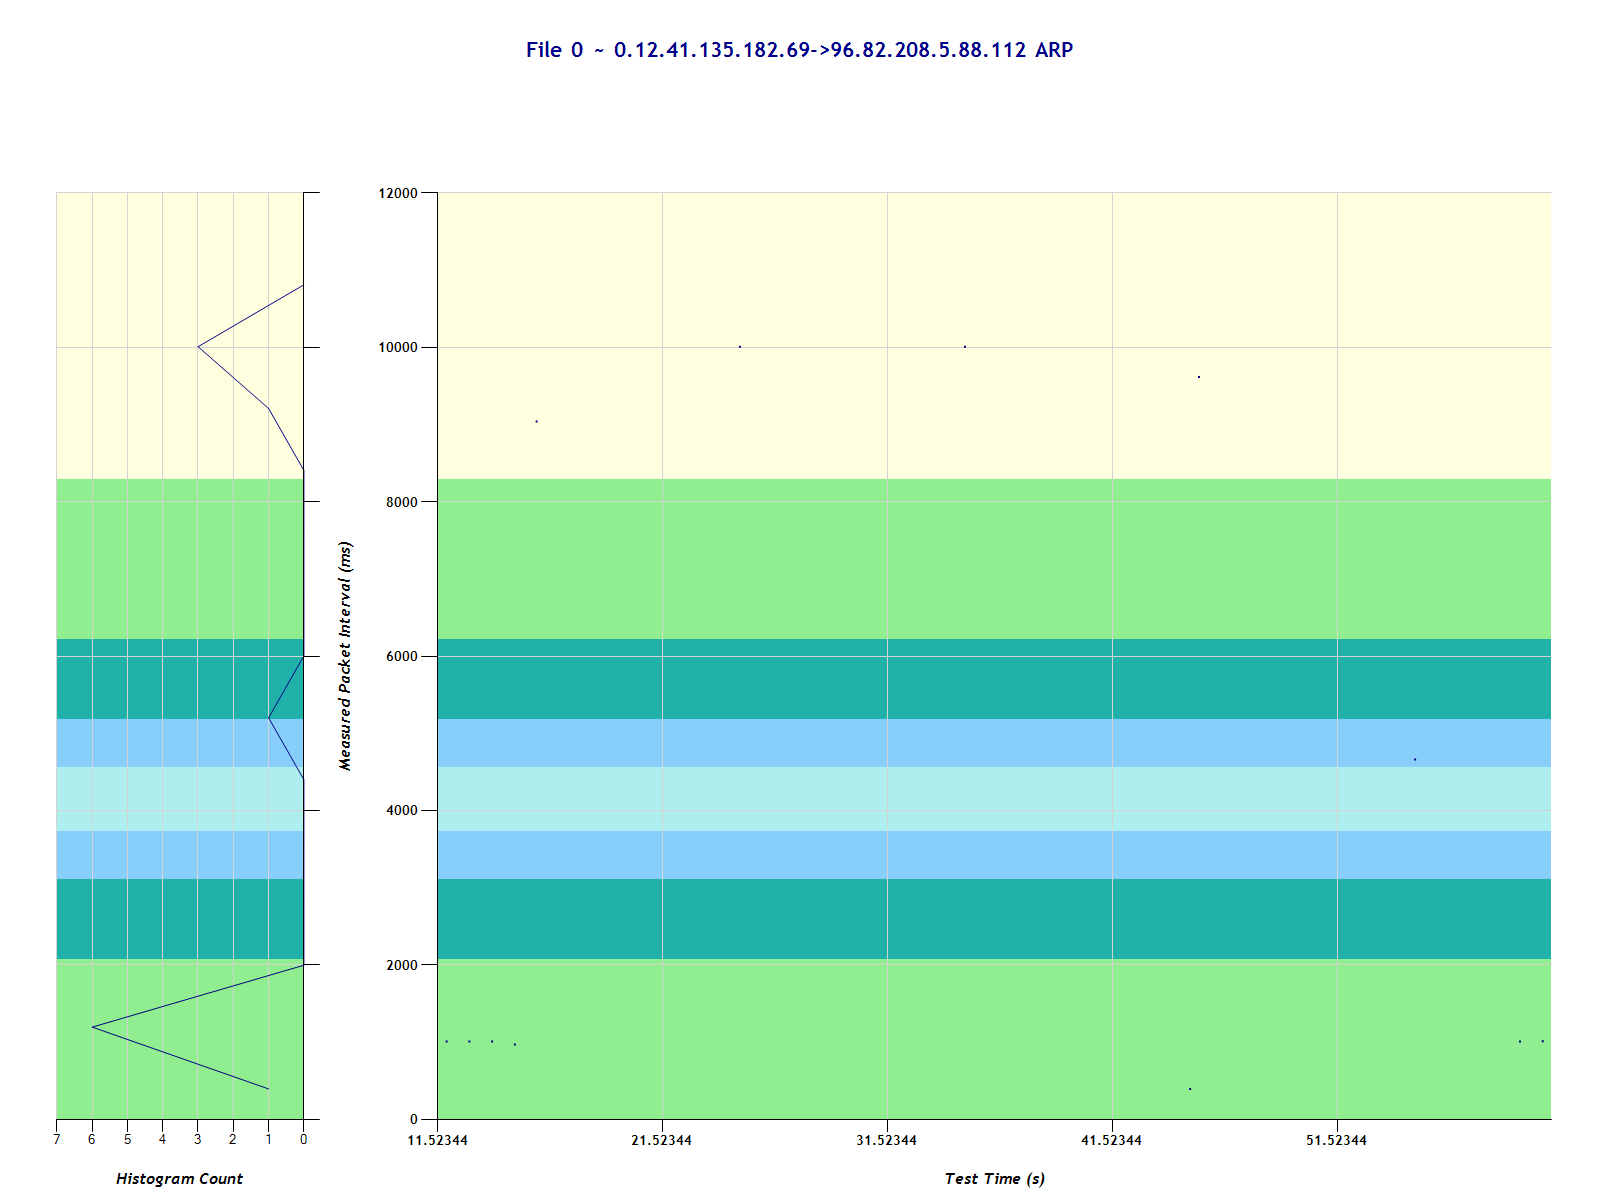 File 0 ~ 0.12.41.135.182.69->96.82.208.5.88.112 ARP
12000
10000
8000
6000
4000
2000
0
Measured Packet Interval (ms)
7 6 5 4 3 2 1 0
11.52344 21.52344 31.52344 41.52344 51.52344
Histogram Count
Test Time (s)